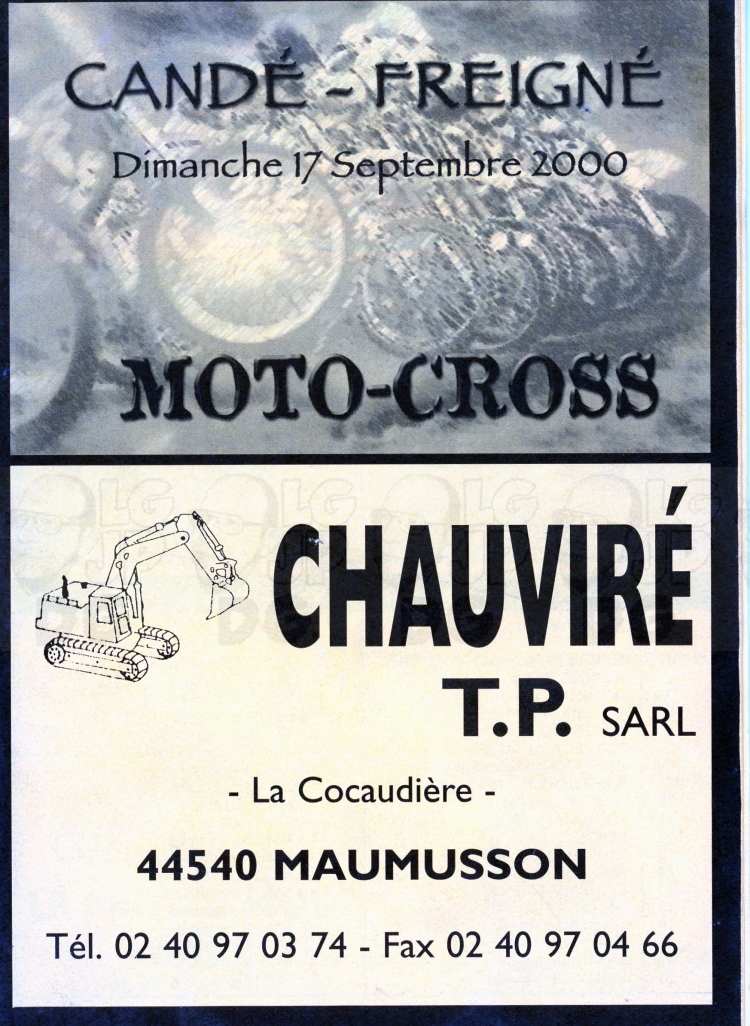 CANDÉ - FREIGNÉ
Dimanche 17 Septembre 2000
MOTO-CROSS
CHAUVIRÉ
T.P. SARL
- La Cocaudière -
44540 MAUMUSSON
Tél. 02 40 97 03 74 - Fax 02 40 97 04 66